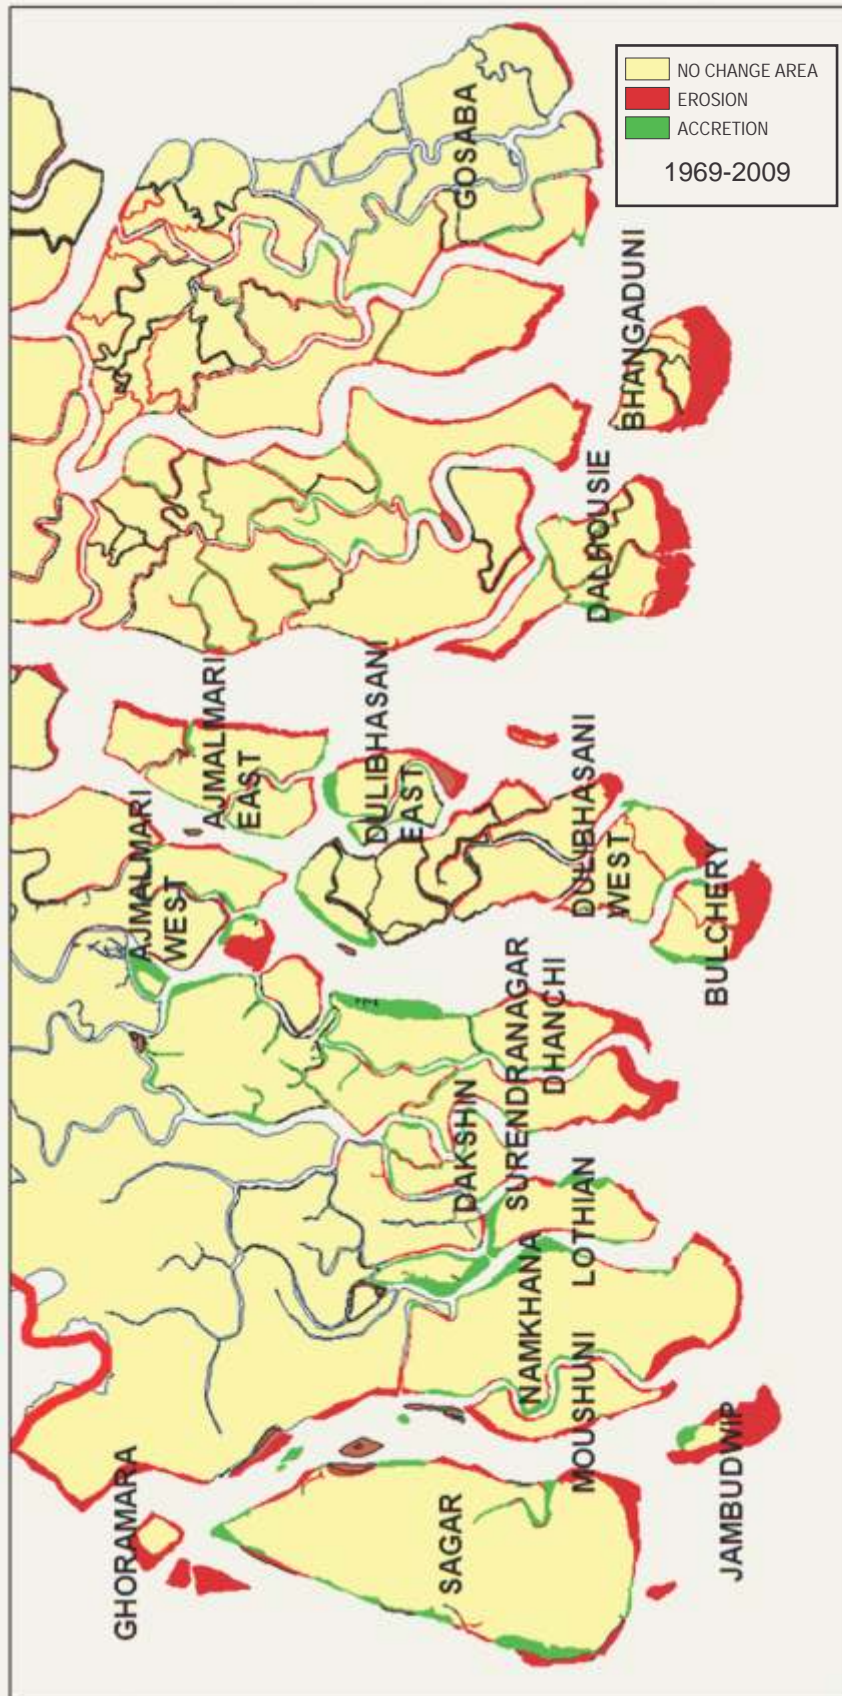 NO CHANGE AREA
EROSION
ACCRETION
1969-2009
GOSABA
BHANGADUNI
DALHOUSIE
DULIBHASANI
EAST
AJMALMARI
EAST
DULIBHASANI
WEST
AJMALMARI
WEST
BULCHERY
DHANCHI
SURENDRANAGAR
DAKSHIN
LOTHIAN
NAMKHANA
MOUSHUNI
JAMBUDWIP
SAGAR
GHORAMARA